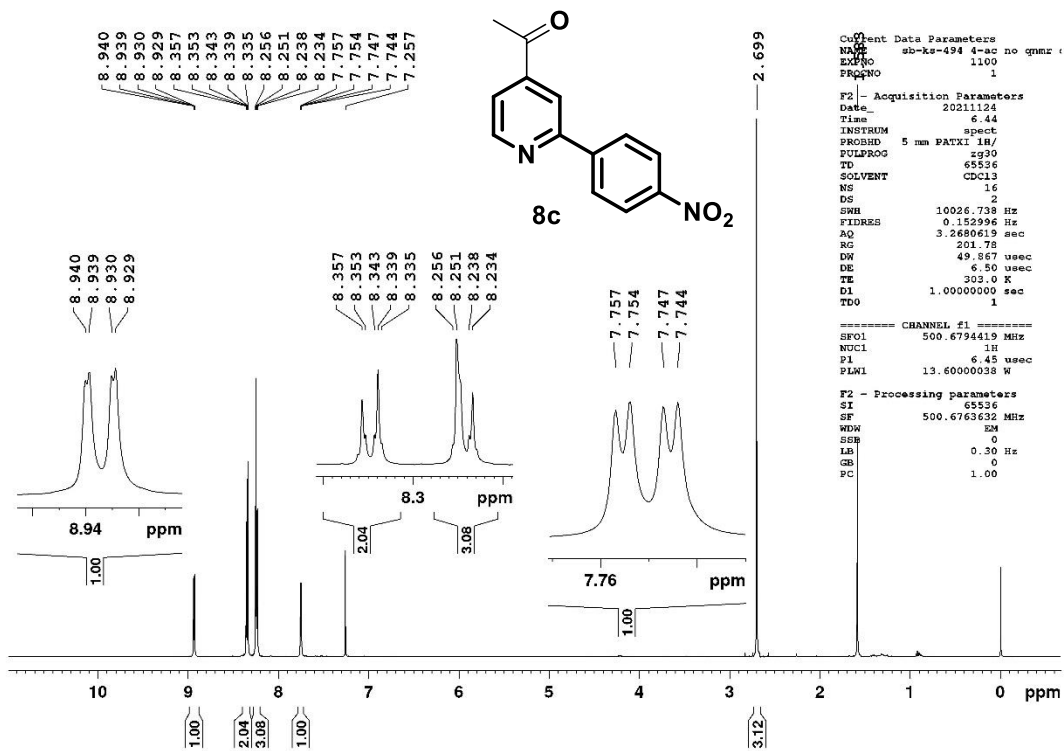 8.940
8.939
8.930
8.929
8.357
8.353
8.343
8.339
8.335
8.256
8.251
8.238
8.234
7.757
7.754
7.747
7.744
7.257
2.699
1.583
O
N
NO2
8c
Current Data Parameters
NAME sb-ks-494 4-ac no qnmr
EXPNO 1100
PROCNO 1
F2 - Acquisition Parameters
Date_ 20211124
Time 6.44
INSTRUM spect
PROBHD 5 mm PATXI 1H/
PULPROG zg30
TD 65536
SOLVENT CDCl3
NS 16
DS 2
SWH 10026.738 Hz
FIDRES 0.152996 Hz
AQ 3.2680619 sec
RG 201.78
DW 49.867 usec
DE 6.50 usec
TE 303.0 K
D1 1.00000000 sec
TD0 1
======== CHANNEL f1 ========
SFO1 500.6794419 MHz
NUC1 1H
P1 6.45 usec
PLW1 13.60000038 W
F2 - Processing parameters
SI 65536
SF 500.6763632 MHz
WDW EM
SSB 0
LB 0.30 Hz
GB 0
PC 1.00
8.940
8.939
8.930
8.929
8.94 ppm
1.00
8.357
8.353
8.343
8.339
8.335
8.256
8.251
8.238
8.234
8.3 ppm
2.04
3.08
7.757
7.754
7.747
7.744
7.76 ppm
1.00
10 9 8 7 6 5 4 3 2 1 0 ppm
1.00
2.04
3.08
1.00
3.12